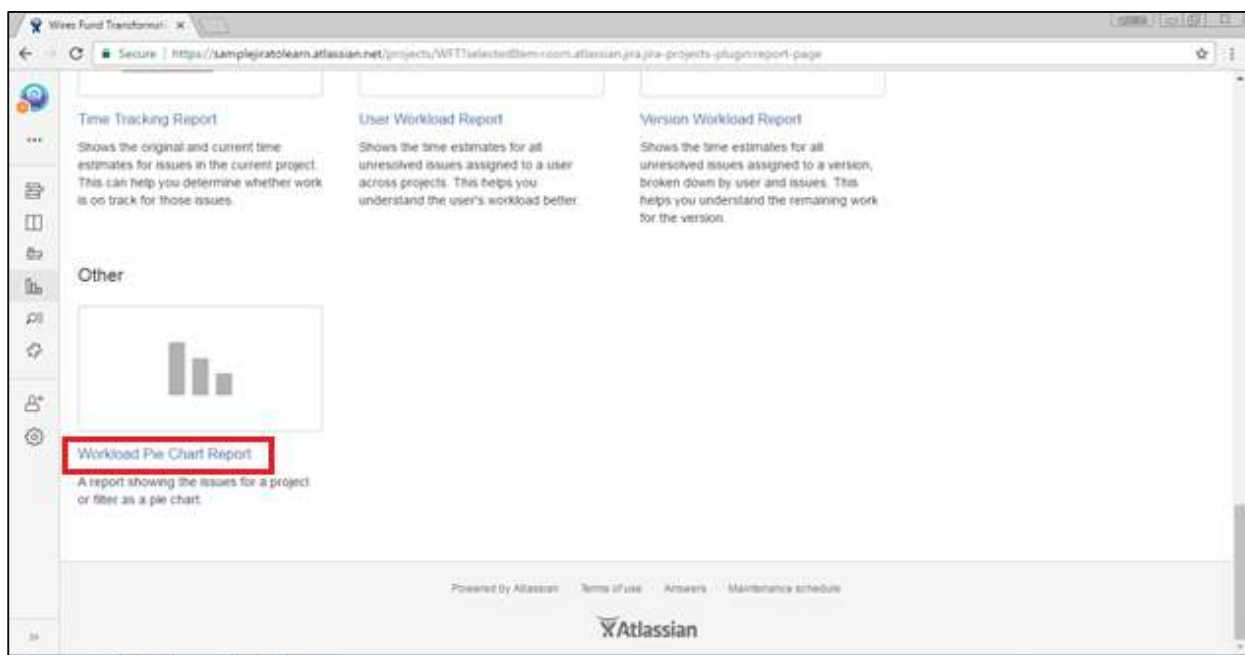 Wires Fund Transformi
Secure | https://samplejiratolearn.atlassian.net/projects/WFT?selectedItem=com.atlassian.jira.jira-projects-plugin:report-page
Time Tracking Report
Shows the original and current time
estimates for issues in the current project.
This can help you determine whether work
is on track for those issues.
User Workload Report
Shows the time estimates for all
unresolved issues assigned to a user
across projects. This helps you
understand the user's workload better.
Version Workload Report
Shows the time estimates for all
unresolved issues assigned to a version,
broken down by user and issues. This
helps you understand the remaining work
for the version.
Other
Workload Pie Chart Report
A report showing the issues for a project
or filter as a pie chart.
Powered by Atlassian Terms of use Answers Maintenance schedule
Atlassian